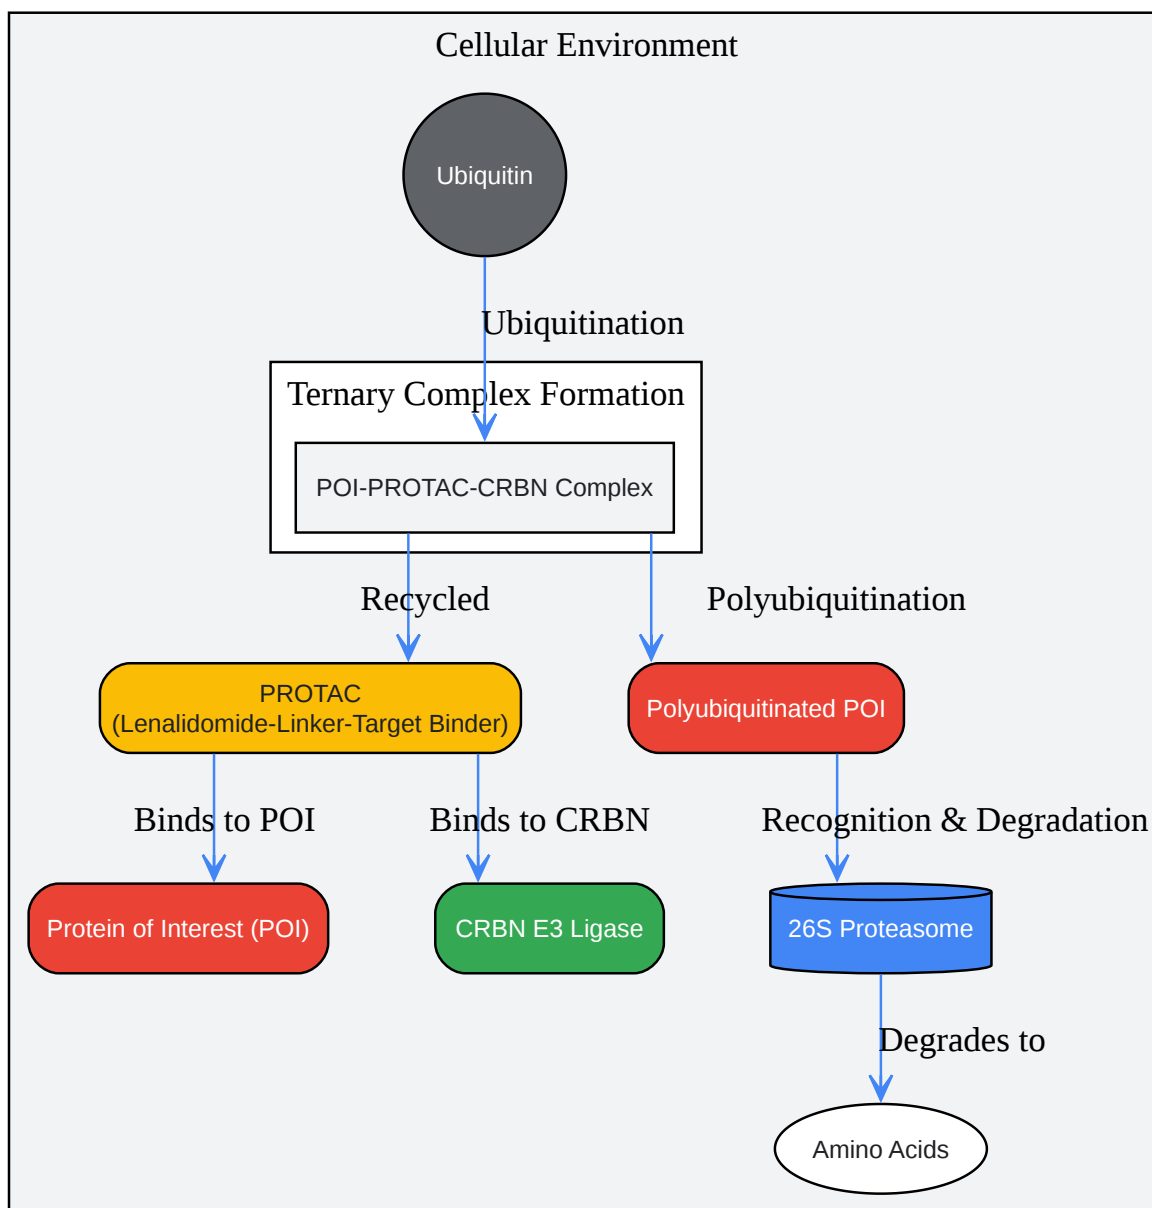 Cellular Environment
Ubiquitin
Ubiquitination
Ternary Complex Formation
POI-PROTAC-CRBN Complex
Recycled
Polyubiquitination
PROTAC
(Lenalidomide-Linker-Target Binder)
Polyubiquitinated POI
Binds to POI
Binds to CRBN
Recognition & Degradation
Protein of Interest (POI)
CRBN E3 Ligase
26S Proteasome
Degrades to
Amino Acids